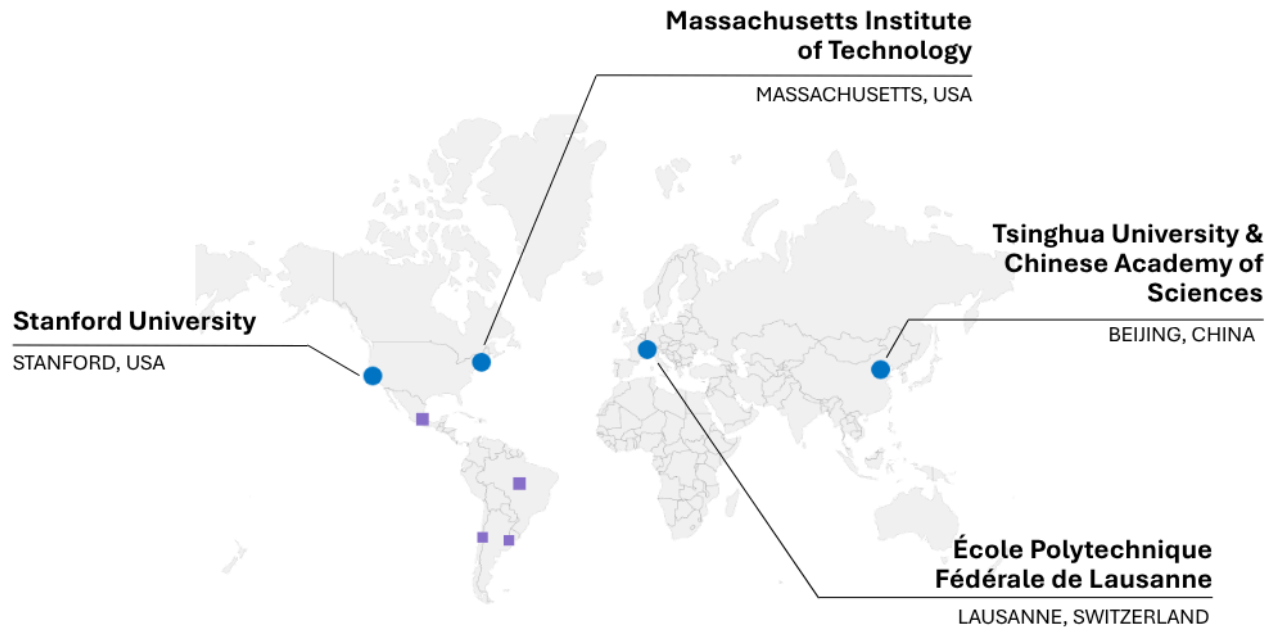 Massachusetts Institute
of Technology
MASSACHUSETTS, USA
Tsinghua University &
Chinese Academy of
Sciences
BEIJING, CHINA
Stanford University
STANFORD, USA
École Polytechnique
Fédérale de Lausanne
LAUSANNE, SWITZERLAND